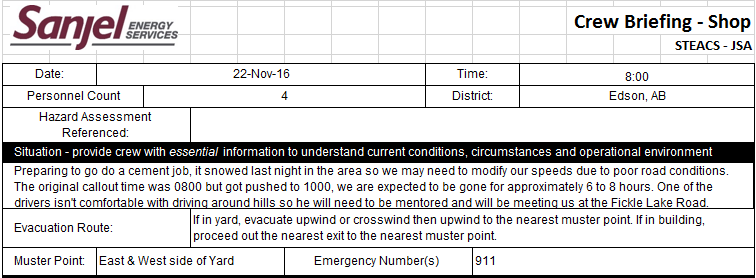 Sanjel ENERGY SERVICES
Crew Briefing - Shop
STEACS - JSA
Date: 22-Nov-16 Time: 8:00
Personnel Count 4 District: Edson, AB
Hazard Assessment
Referenced:
Situation - provide crew with essential information to understand current conditions, circumstances and operational environment
Preparing to go do a cement job, it snowed last night in the area so we may need to modify our speeds due to poor road conditions.
The original callout time was 0800 but got pushed to 1000, we are expected to be gone for approximately 6 to 8 hours. One of the
drivers isn't comfortable with driving around hills so he will need to be mentored and will be meeting us at the Fickle Lake Road.
Evacuation Route: If in yard, evacuate upwind or crosswind then upwind to the nearest muster point. If in building,
proceed out the nearest exit to the nearest muster point.
Muster Point: East & West side of Yard Emergency Number(s) 911